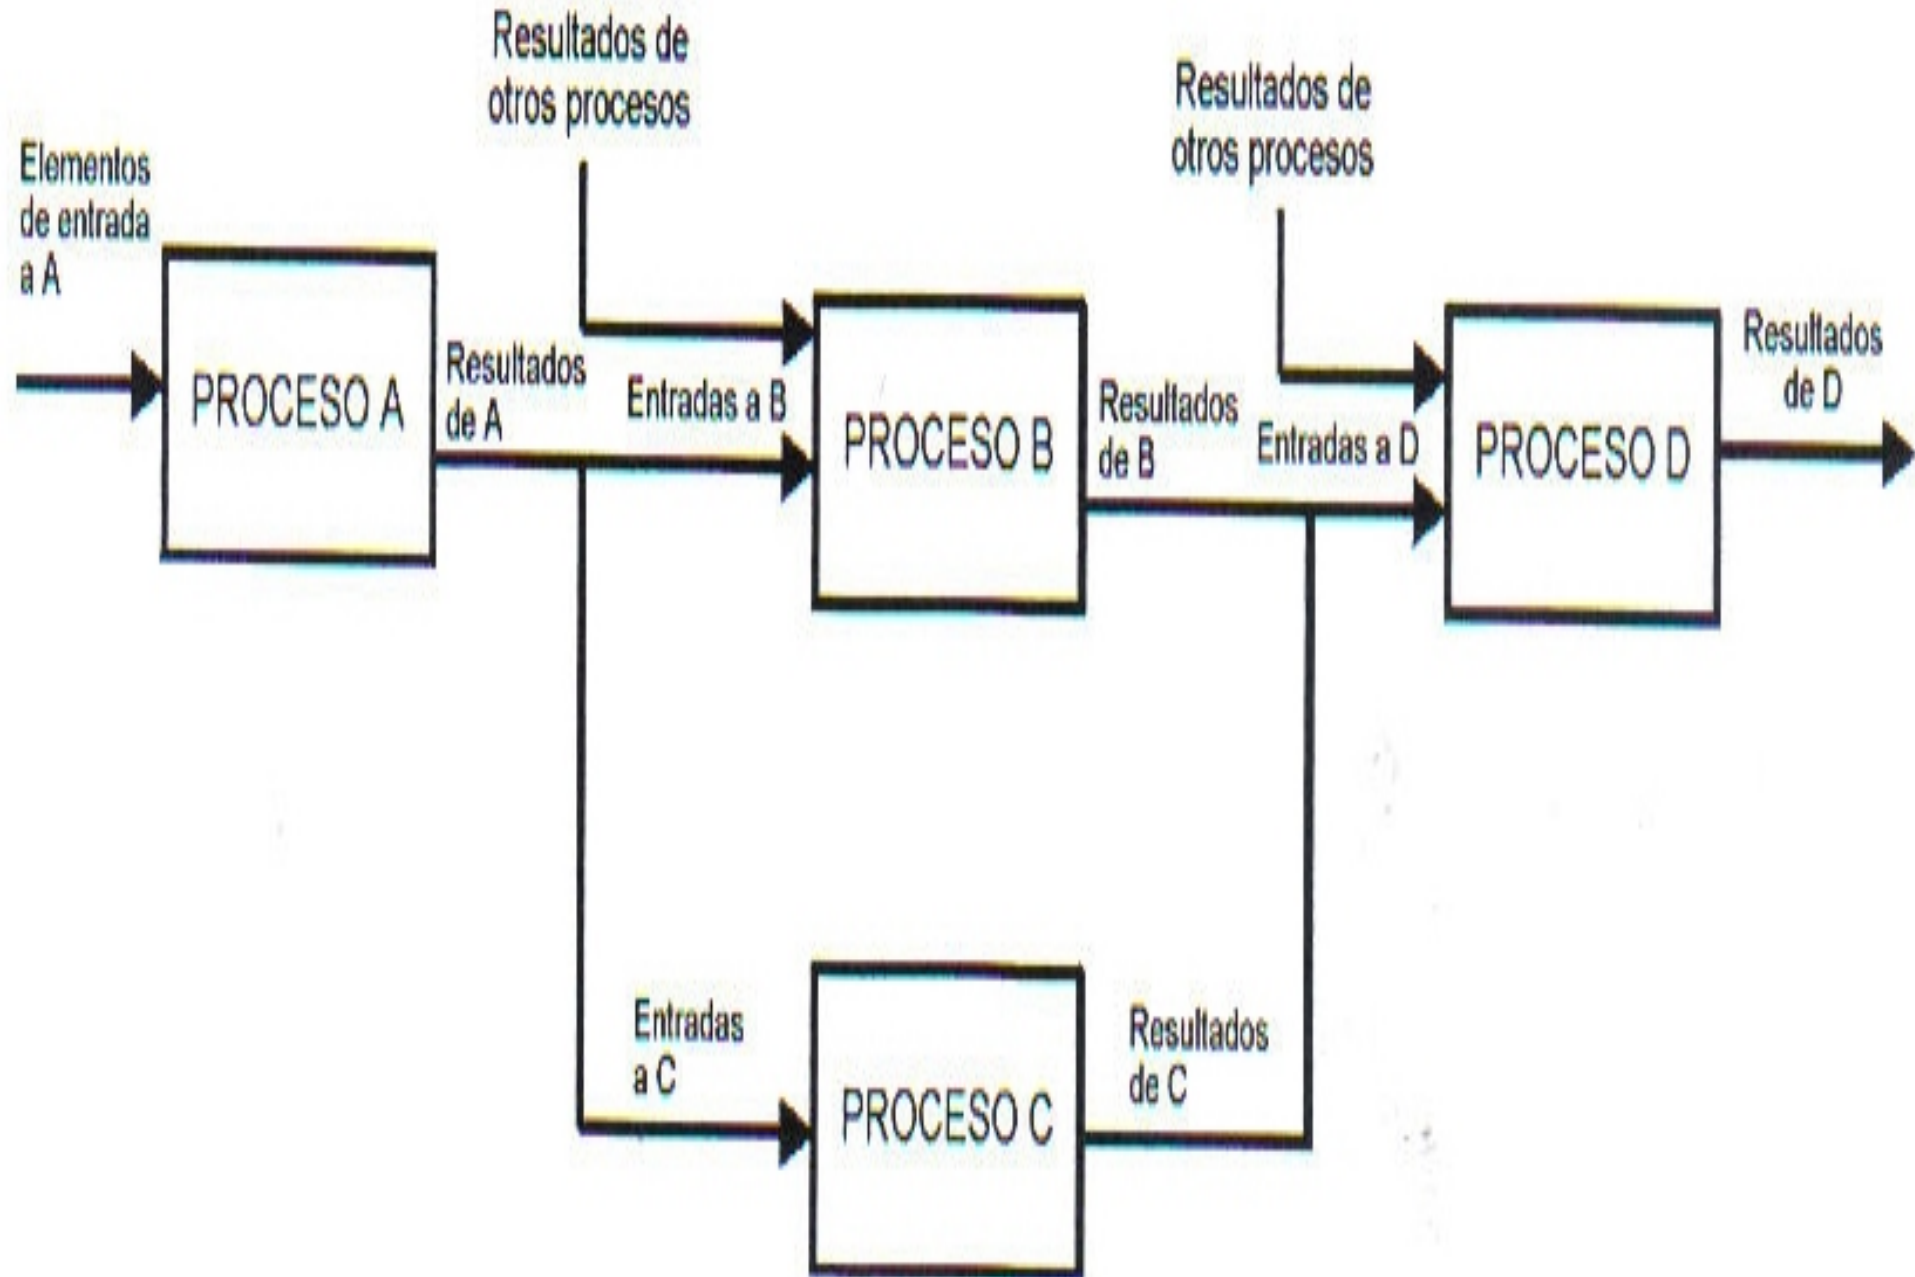 Resultados de
otros procesos
Resultados de
otros procesos
Elementos
de entrada
a A
PROCESO A
Resultados
de A
Entradas a B
PROCESO B
Resultados
de B
Entradas a D
PROCESO D
Resultados
de D
Entradas
a C
PROCESO C
Resultados
de C